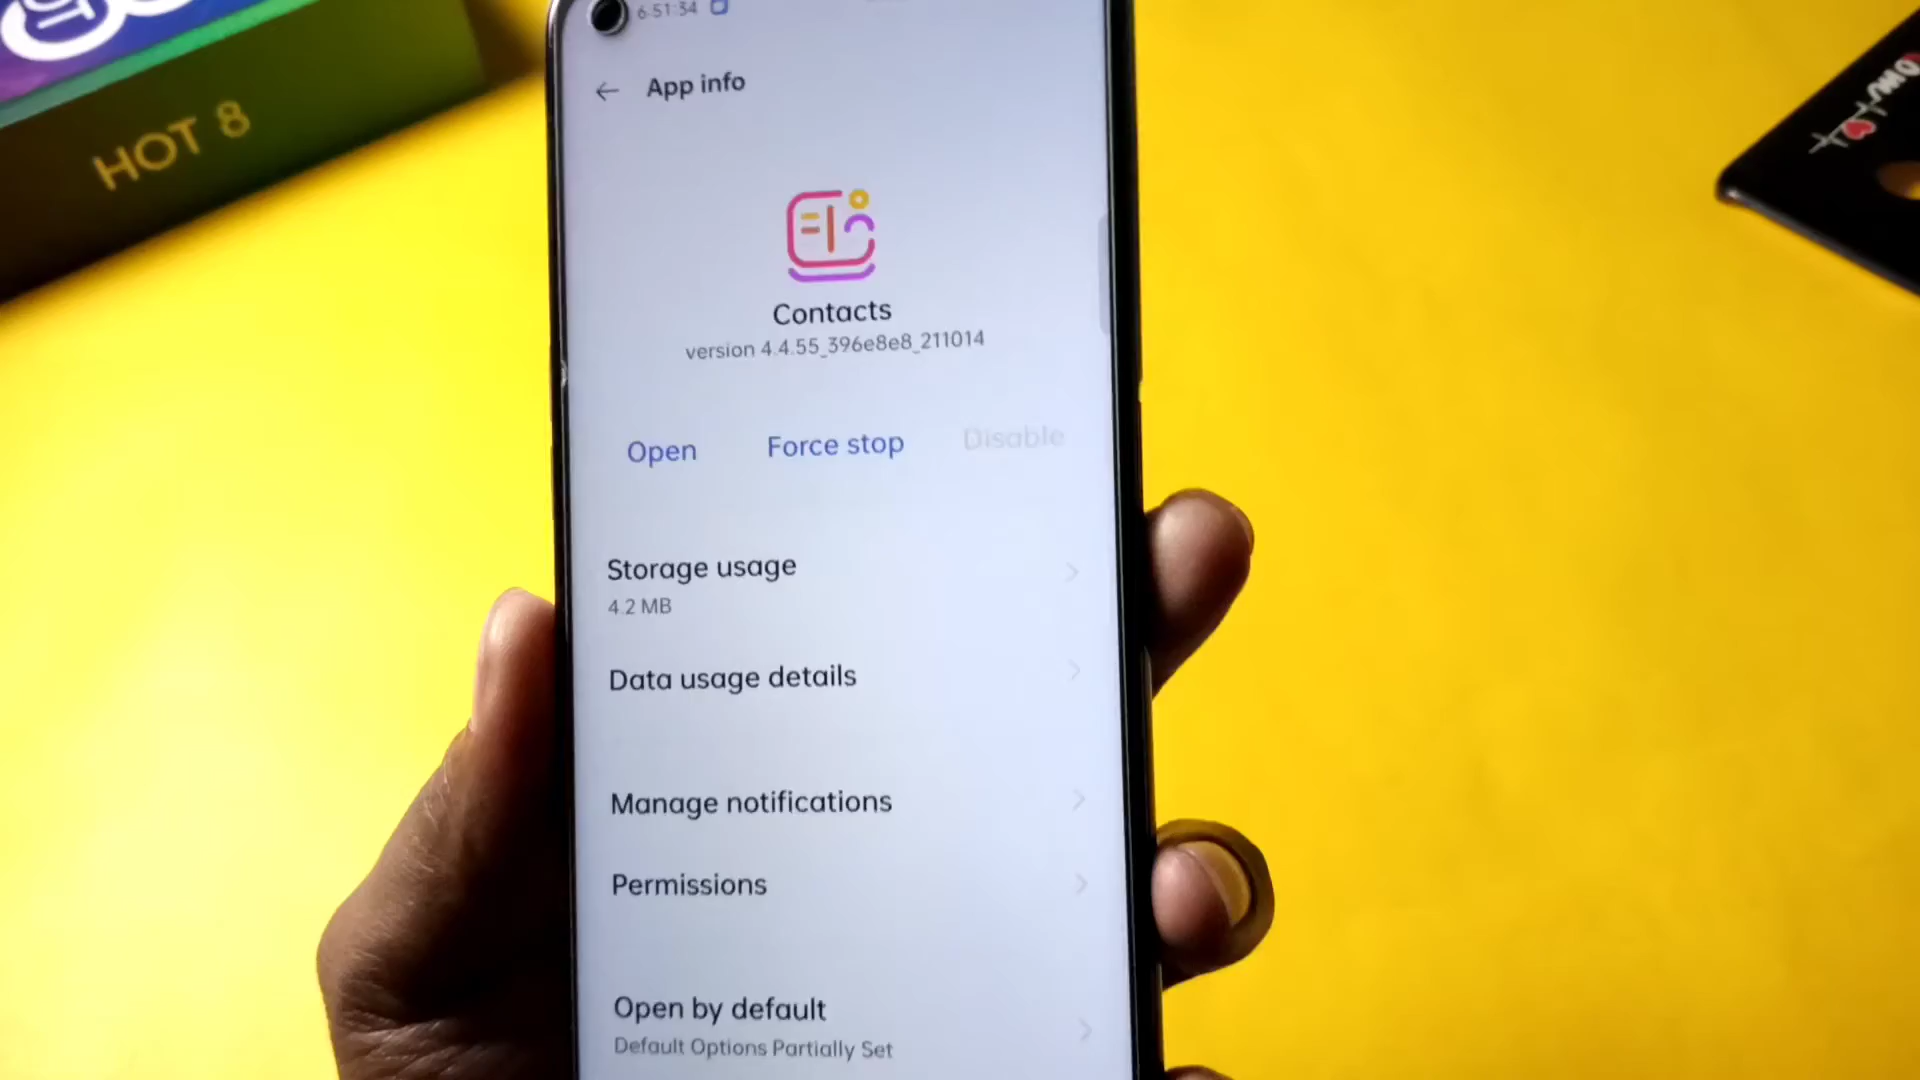 HOT 8
6:51:34
App info
Contacts
version 4.4.55_396e8e8_211014
Open
Force stop
Disable
Storage usage
4.2 MB
Data usage details
Manage notifications
Permissions
Open by default
Default Options Partially Set